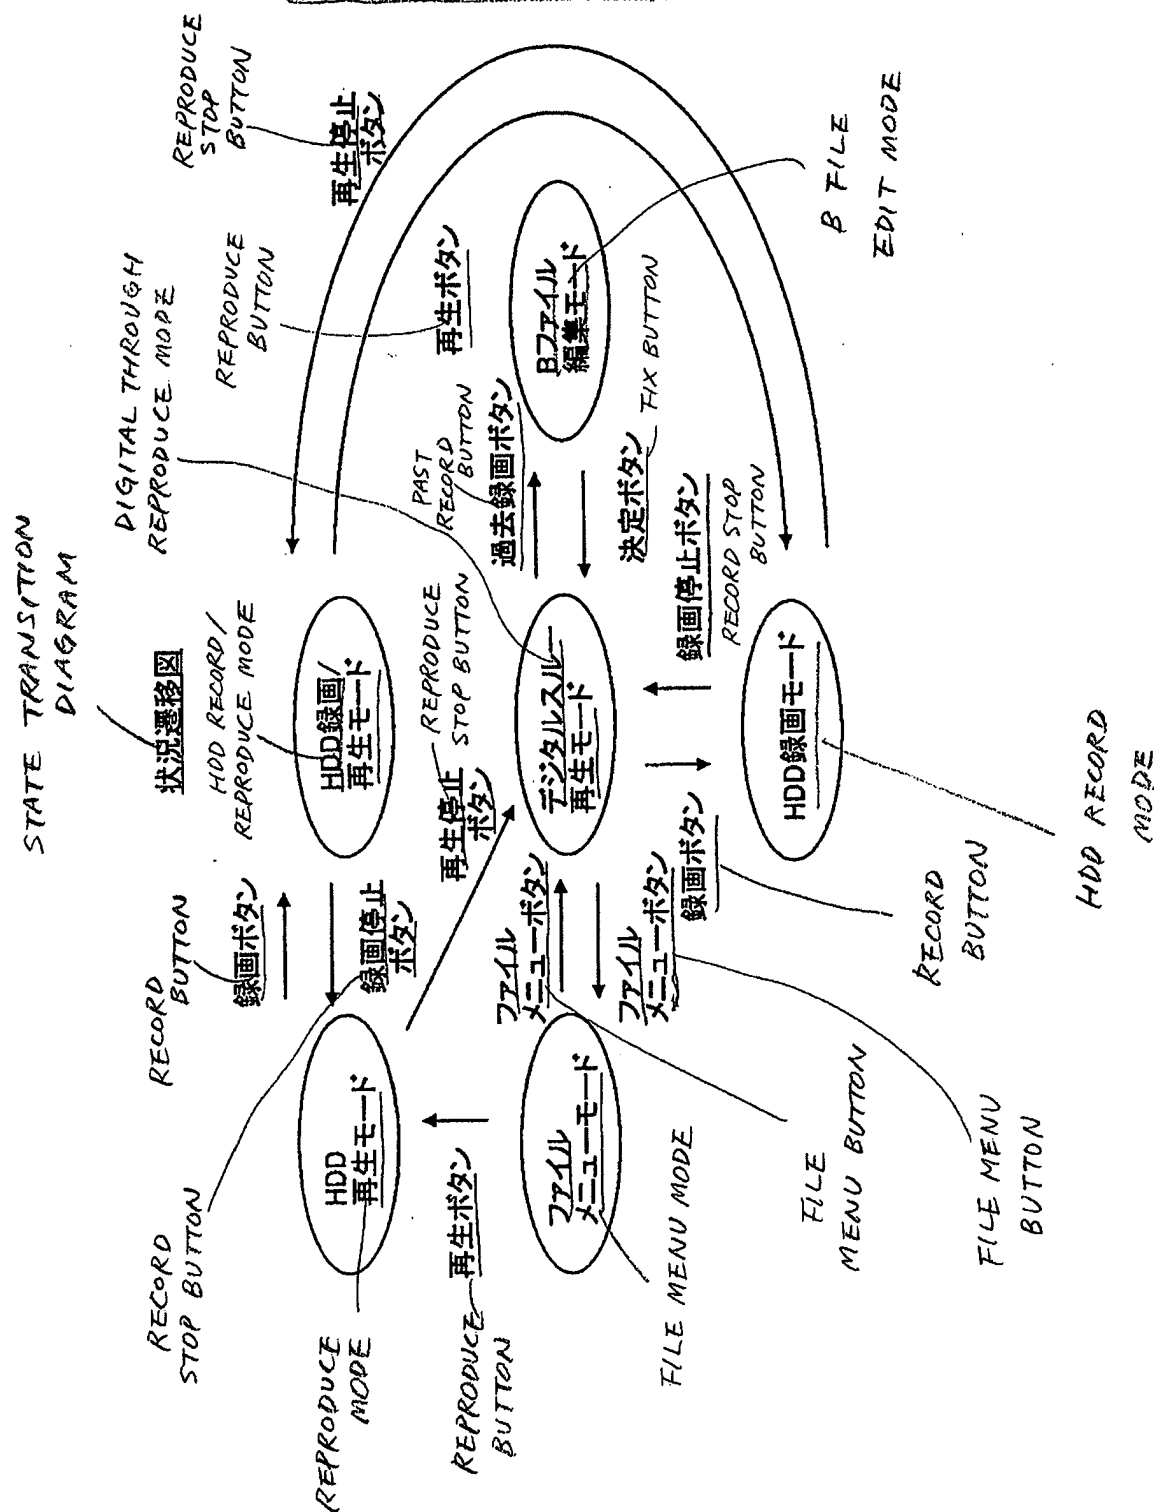 STATE TRANSITION
DIAGRAM
状況遷移図
RECORD
STOP BUTTON
RECORD
BUTTON
録画ボタン
HDD RECORD/
REPRODUCE MODE
DIGITAL THROUGH
REPRODUCE MODE
REPRODUCE
BUTTON
REPRODUCE
STOP
BUTTON
再生停止
ボタン
HDD
再生モード
録画停止
ボタン
HDD録画/
再生モード
再生ボタン
REPRODUCE
MODE
REPRODUCE
BUTTON
再生ボタン
再生停止
ボタン
REPRODUCE
STOP BUTTON
PAST
RECORD
BUTTON
過去録画ボタン
ファイル
メニューモード
ファイル
メニューボタン
デジタルスルー
再生モード
Bファイル
編集モード
ファイル
メニューボタン
決定ボタン
FIX BUTTON
録画ボタン
録画停止ボタン
RECORD STOP
BUTTON
HDD録画モード
B FILE
EDIT MODE
FILE MENU MODE
FILE
MENU BUTTON
FILE MENU
BUTTON
RECORD
BUTTON
HDD RECORD
MODE